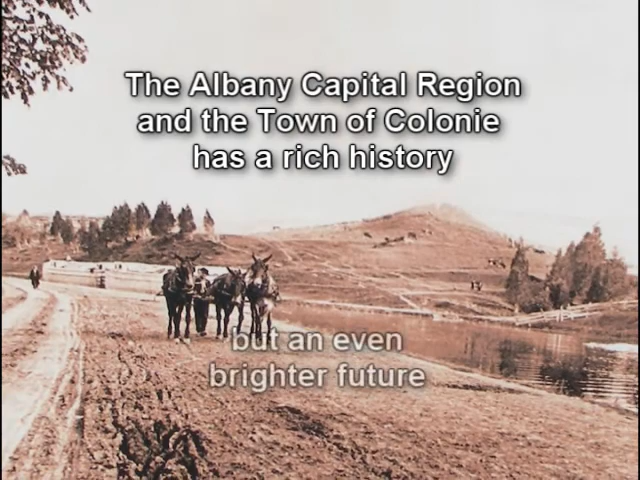 The Albany Capital Region
and the Town of Colonie
has a rich history
but an even
brighter future